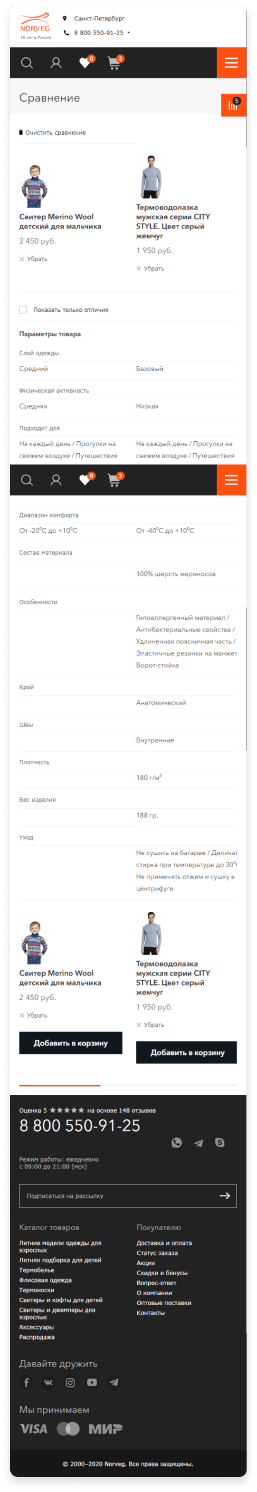 NORVEG
18 лет в России
Санкт-Петербург
8 800 550-91-25
0
3
Сравнение
5
Очистить сравнение
Свитер Merino Wool
детский для мальчика
2 450 руб.
Убрать
Термоводолазка
мужская серии CITY
STYLE. Цвет серый
жемчуг
1 950 руб.
Убрать
Показать только отличия
Параметры товара
Слой одежды
Средний
Базовый
Физическая активность
Средняя
Низкая
Подходит для
На каждый день / Прогулки на
свежем воздухе / Путешествия
На каждый день / Прогулки на
свежем воздухе / Путешествия
0
3
Диапазон комфорта
От -20°C до +10°C
От -40°C до +10°C
Состав материала
100% шерсть мериносов
Особенности
Гипоаллергенный материал /
Антибактериальные свойства /
Удлиненная поясничная часть /
Эластичные резинки на манжет
Ворот-стойка
Крой
Анатомический
Швы
Внутренние
Плотность
180 г/м²
Вес изделия
188 гр.
Уход
Не сушить на батарее / Деликат
стирка при температуре до 30°
Не применять отжим и сушку в
центрифуге
Свитер Merino Wool
детский для мальчика
2 450 руб.
Убрать
Добавить в корзину
Термоводолазка
мужская серии CITY
STYLE. Цвет серый
жемчуг
1 950 руб.
Убрать
Добавить в корзину
Оценка 5 ★★★★★ на основе 148 отзывов
8 800 550-91-25
Режим работы: ежедневно
с 09:00 до 21:00 (мск)
Подписаться на рассылку
Каталог товаров
Летние модели одежды для
взрослых
Летняя подборка для детей
Термобелье
Флисовая одежда
Термоноски
Свитеры и кофты для детей
Свитеры и джемперы для
взрослых
Аксессуары
Распродажа
Покупателю
Доставка и оплата
Статус заказа
Акции
Скидки и бонусы
Вопрос-ответ
О компании
Оптовые поставки
Контакты
Давайте дружить
Мы принимаем
VISA
МИР
© 2000–2020 Norveg. Все права защищены.